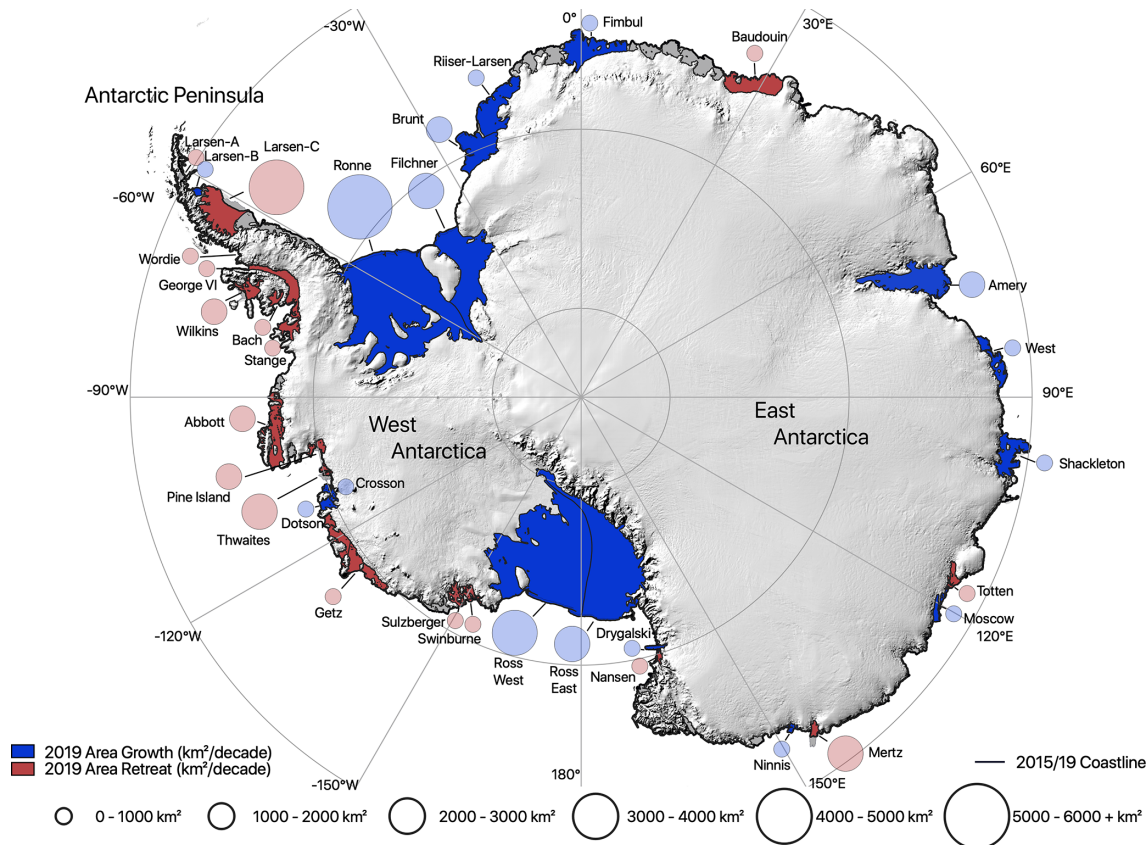 0°
Fimbul
-30°W
30°E
Baudouin
Riiser-Larsen
Antarctic Peninsula
Brunt
Larsen-A
Larsen-B
Larsen-C
Ronne
Filchner
60°E
-60°W
Wordie
George VI
Amery
Wilkins
Bach
Stange
West
-90°W
90°E
Abbott
West
Antarctica
East
Antarctica
Shackleton
Pine Island
Crosson
Dotson
Thwaites
Getz
Totten
Moscow
Sulzberger
Swinburne
Drygalski
-120°W
120°E
Ross
West
Ross
East
Nansen
Mertz
Ninnis
2019 Area Growth (km²/decade)
2019 Area Retreat (km²/decade)
2015/19 Coastline
-150°W
180°
150°E
0 - 1000 km²
1000 - 2000 km²
2000 - 3000 km²
3000 - 4000 km²
4000 - 5000 km²
5000 - 6000 + km²